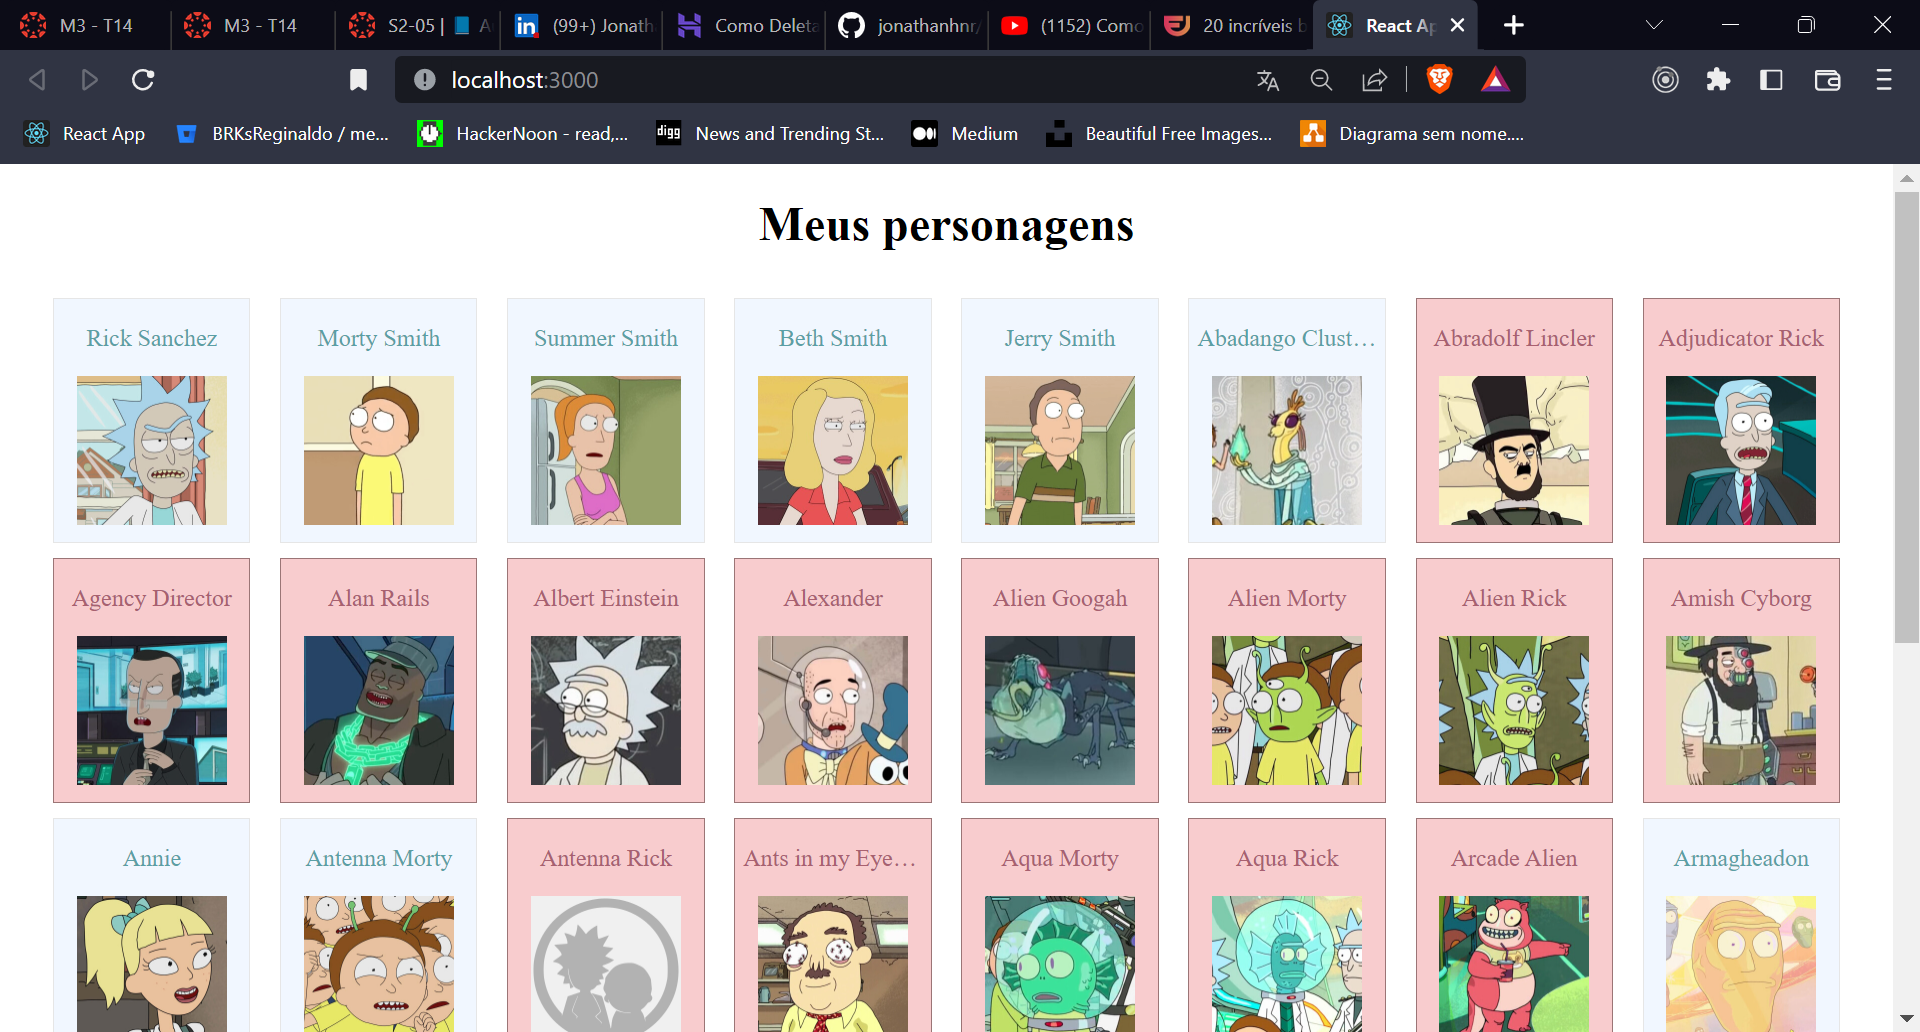 M3 - T14
M3 - T14
S2-05 | A
(99+) Jonath
Como Deleta
jonathanhnr/
(1152) Como
20 incríveis b
React Ap
localhost:3000
React App
BRKsReginaldo / me...
HackerNoon - read,...
digg
News and Trending St...
Medium
Beautiful Free Images...
Diagrama sem nome....
Meus personagens
Rick Sanchez
Morty Smith
Summer Smith
Beth Smith
Jerry Smith
Abadango Clust…
Abradolf Lincler
Adjudicator Rick
Agency Director
Alan Rails
Albert Einstein
Alexander
Alien Googah
Alien Morty
Alien Rick
Amish Cyborg
Annie
Antenna Morty
Antenna Rick
Ants in my Eye…
Aqua Morty
Aqua Rick
Arcade Alien
Armagheadon